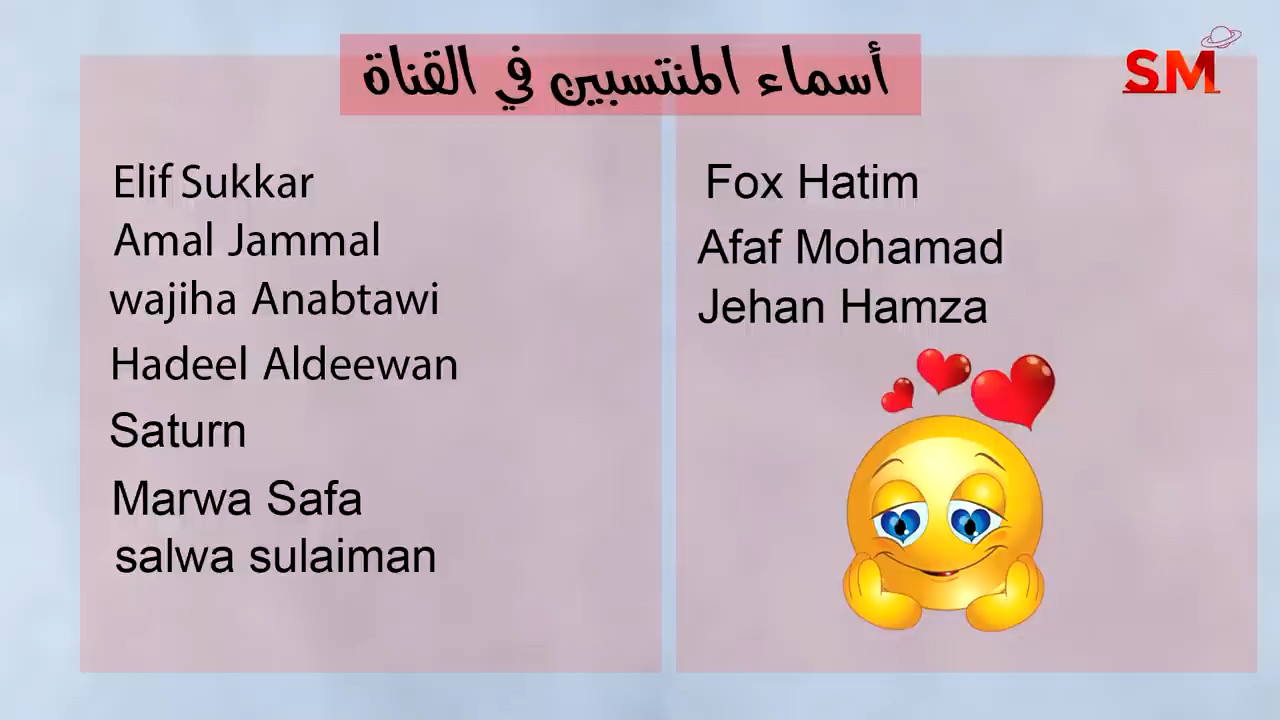 أسماء المنتسبين في القناة
SM
Elif Sukkar
Amal Jammal
wajiha Anabtawi
Hadeel Aldeewan
Saturn
Marwa Safa
salwa sulaiman
Fox Hatim
Afaf Mohamad
Jehan Hamza